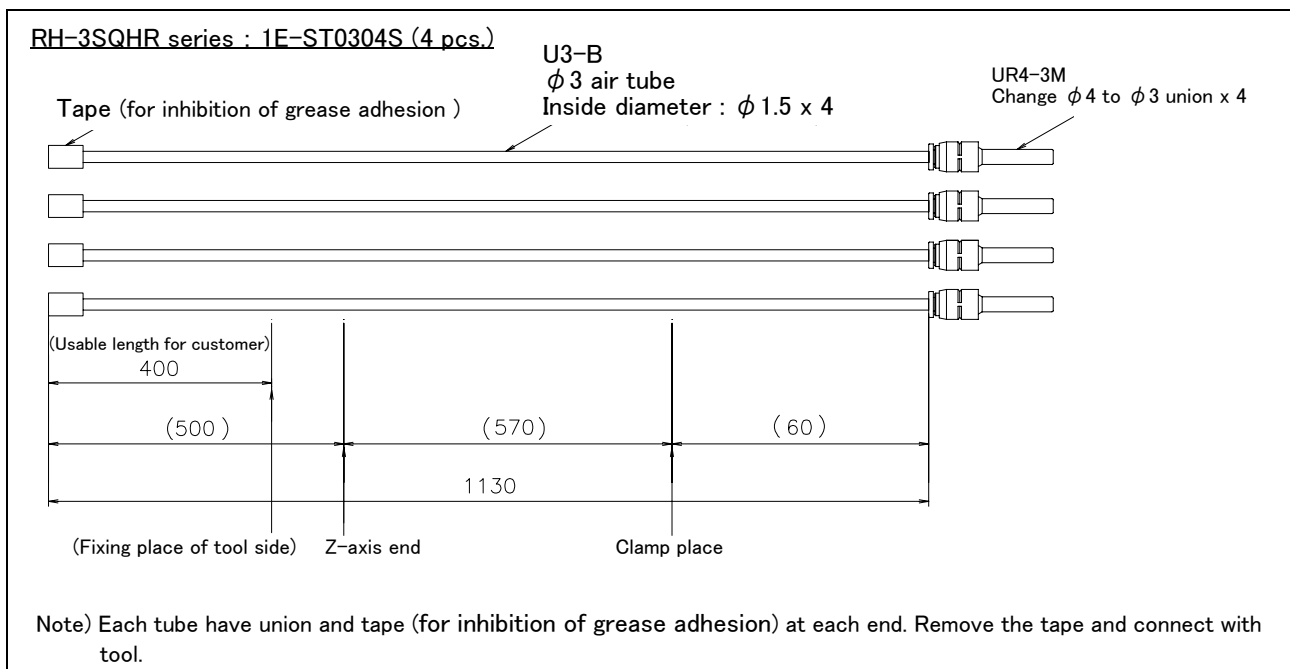 RH-3SQHR series : 1E-ST0304S (4 pcs.)
U3-B
φ3 air tube
Inside diameter : φ1.5 x 4
UR4-3M
Change φ4 to φ3 union x 4
Tape (for inhibition of grease adhesion )
(Usable length for customer)
400
(500)
(570)
(60)
1130
(Fixing place of tool side)
Z-axis end
Clamp place
Note) Each tube have union and tape (for inhibition of grease adhesion) at each end. Remove the tape and connect with
tool.